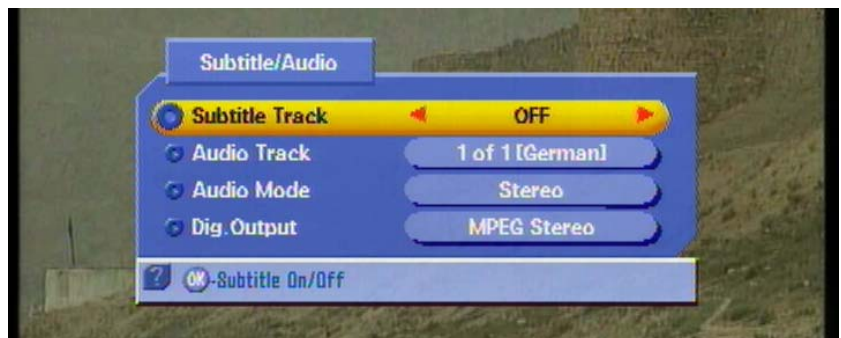 Subtitle/Audio
Subtitle Track OFF
Audio Track 1 of 1 [German]
Audio Mode Stereo
Dig.Output MPEG Stereo
? OK-Subtitle On/Off